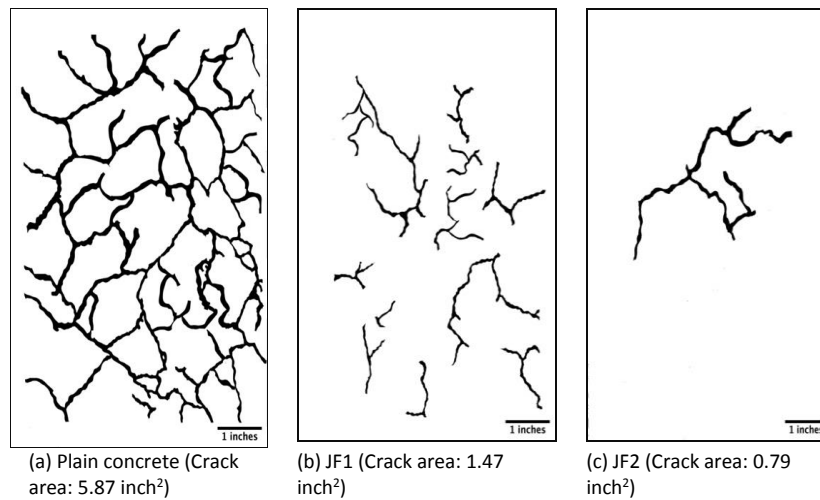 1 inches
1 inches
1 inches
(a) Plain concrete (Crack
area: 5.87 inch²)
(b) JF1 (Crack area: 1.47
inch²)
(c) JF2 (Crack area: 0.79
inch²)